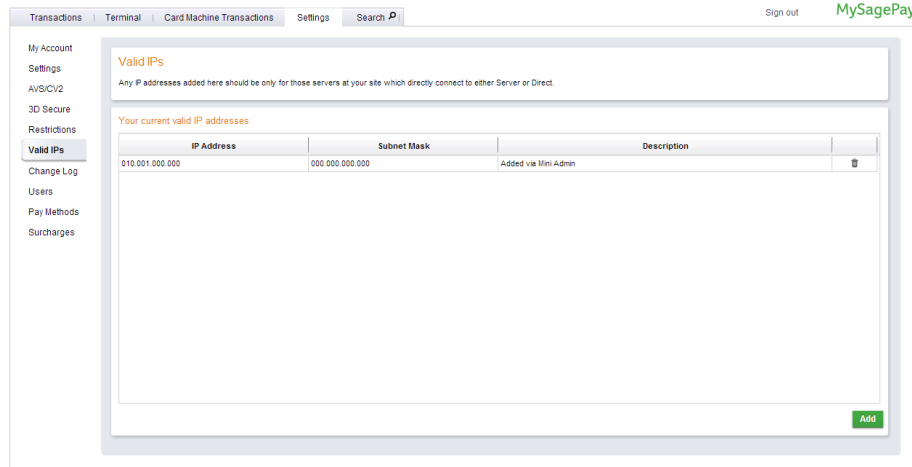 Transactions | Terminal | Card Machine Transactions Settings Search Sign out MySagePay
My Account
Settings
AVS/CV2
3D Secure
Restrictions
Valid IPs
Change Log
Users
Pay Methods
Surcharges
Valid IPs
Any IP addresses added here should be only for those servers at your site which directly connect to either Server or Direct.
Your current valid IP addresses
IP Address Subnet Mask Description
010.001.000.000 000.000.000.000 Added via Mini Admin
Add